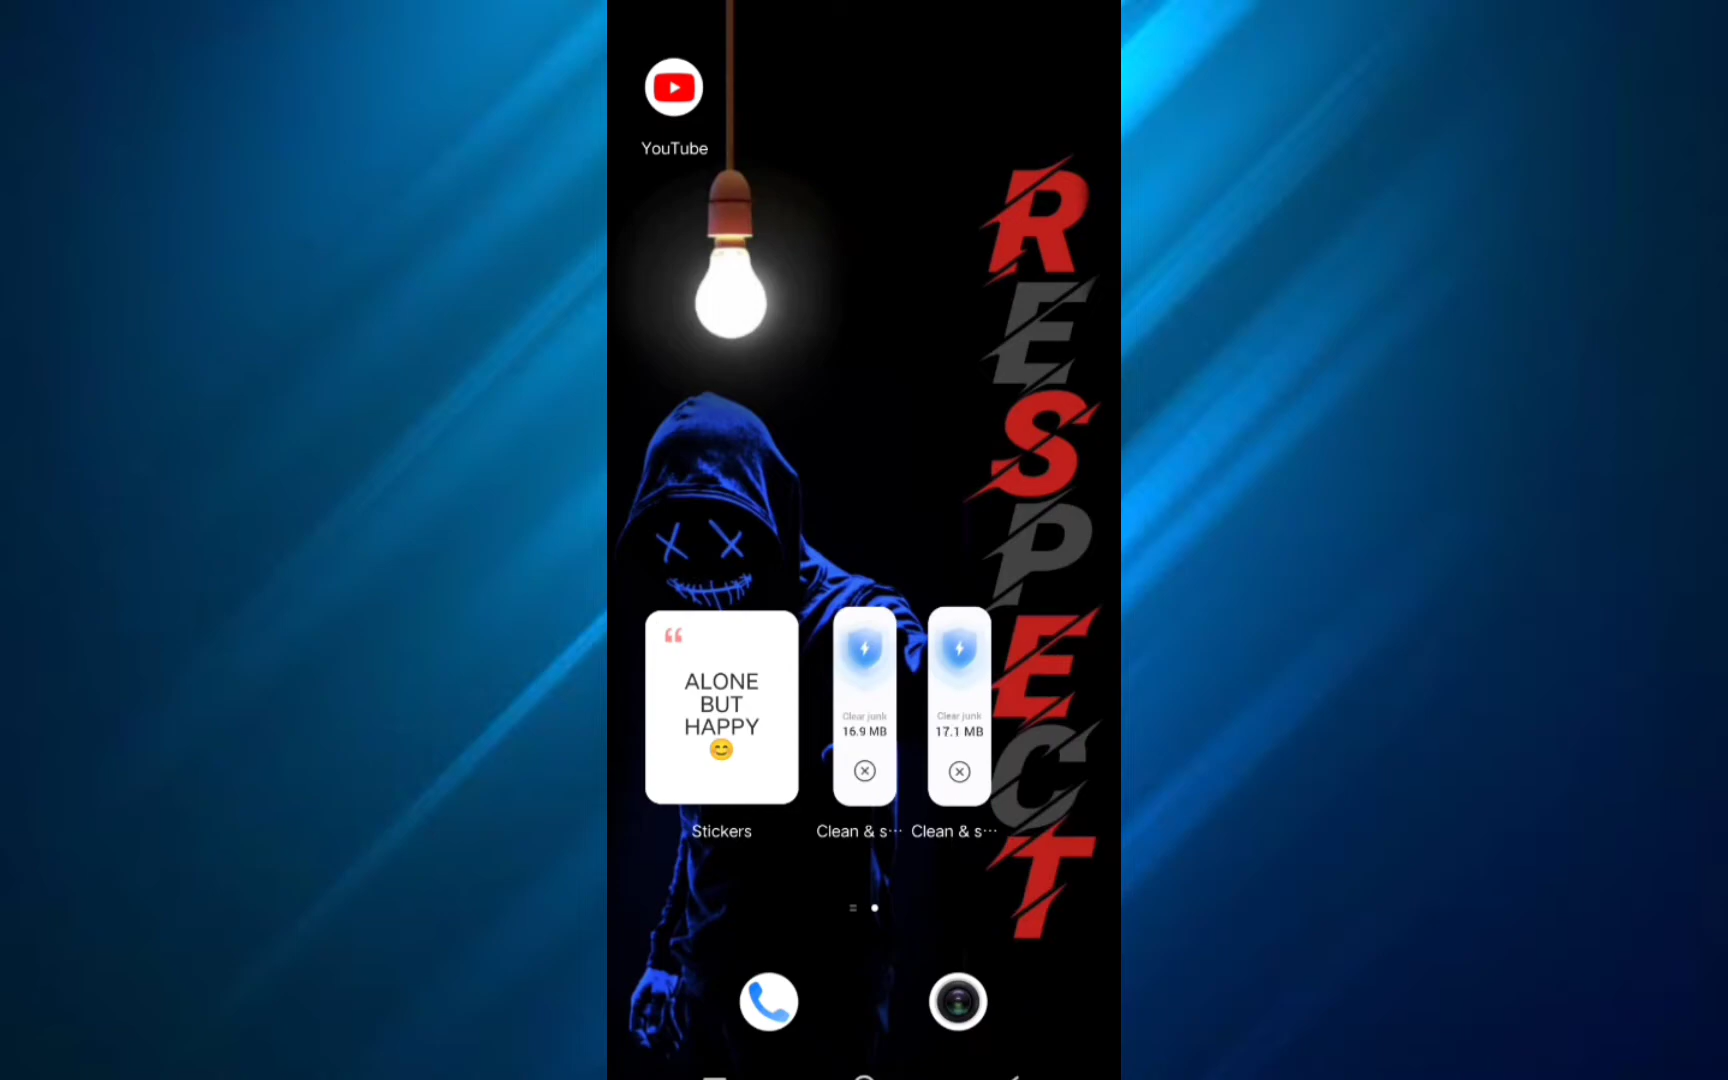 YouTube
RESPECT
“
ALONE
BUT
HAPPY
😊
Clear junk
16.9 MB
Clear junk
17.1 MB
Stickers
Clean & s···
Clean & s···